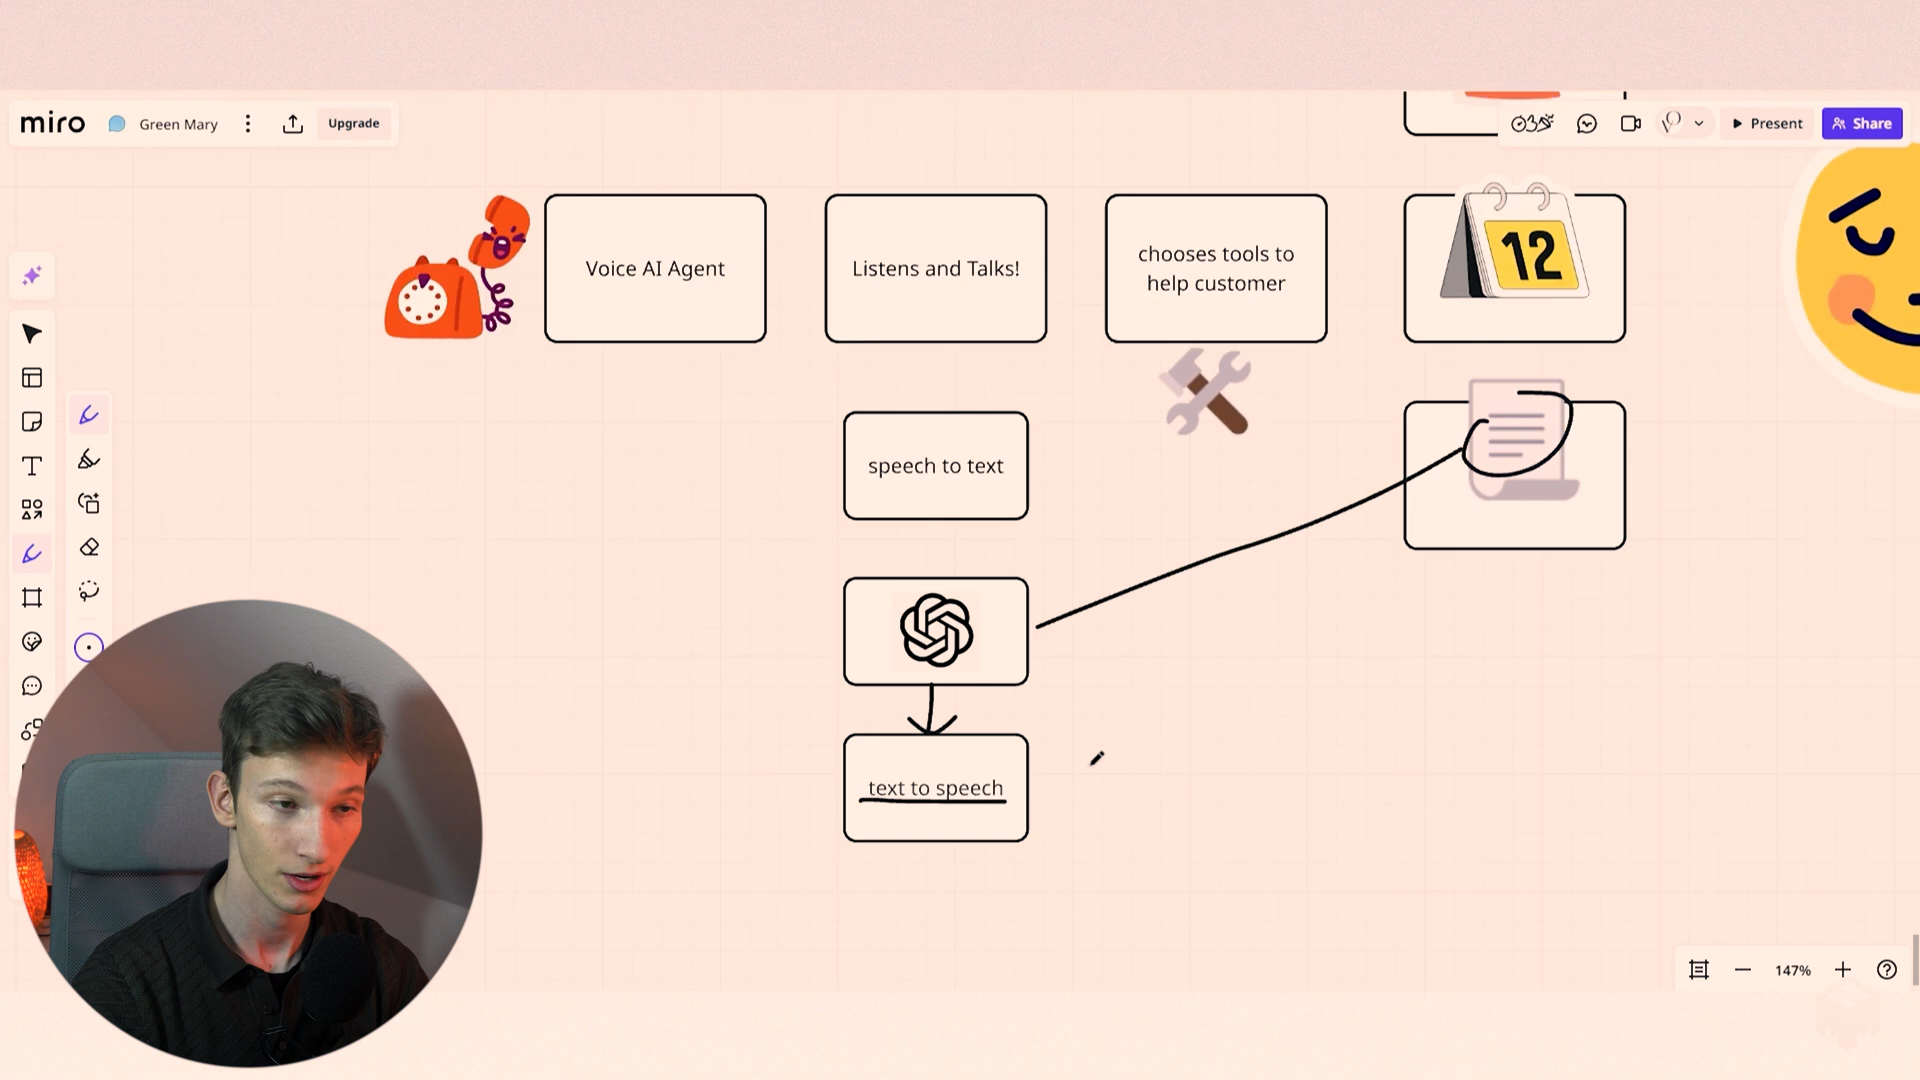 miro
Green Mary
Upgrade
Present
Share
Voice AI Agent
Listens and Talks!
chooses tools to
help customer
12
speech to text
text to speech
147%